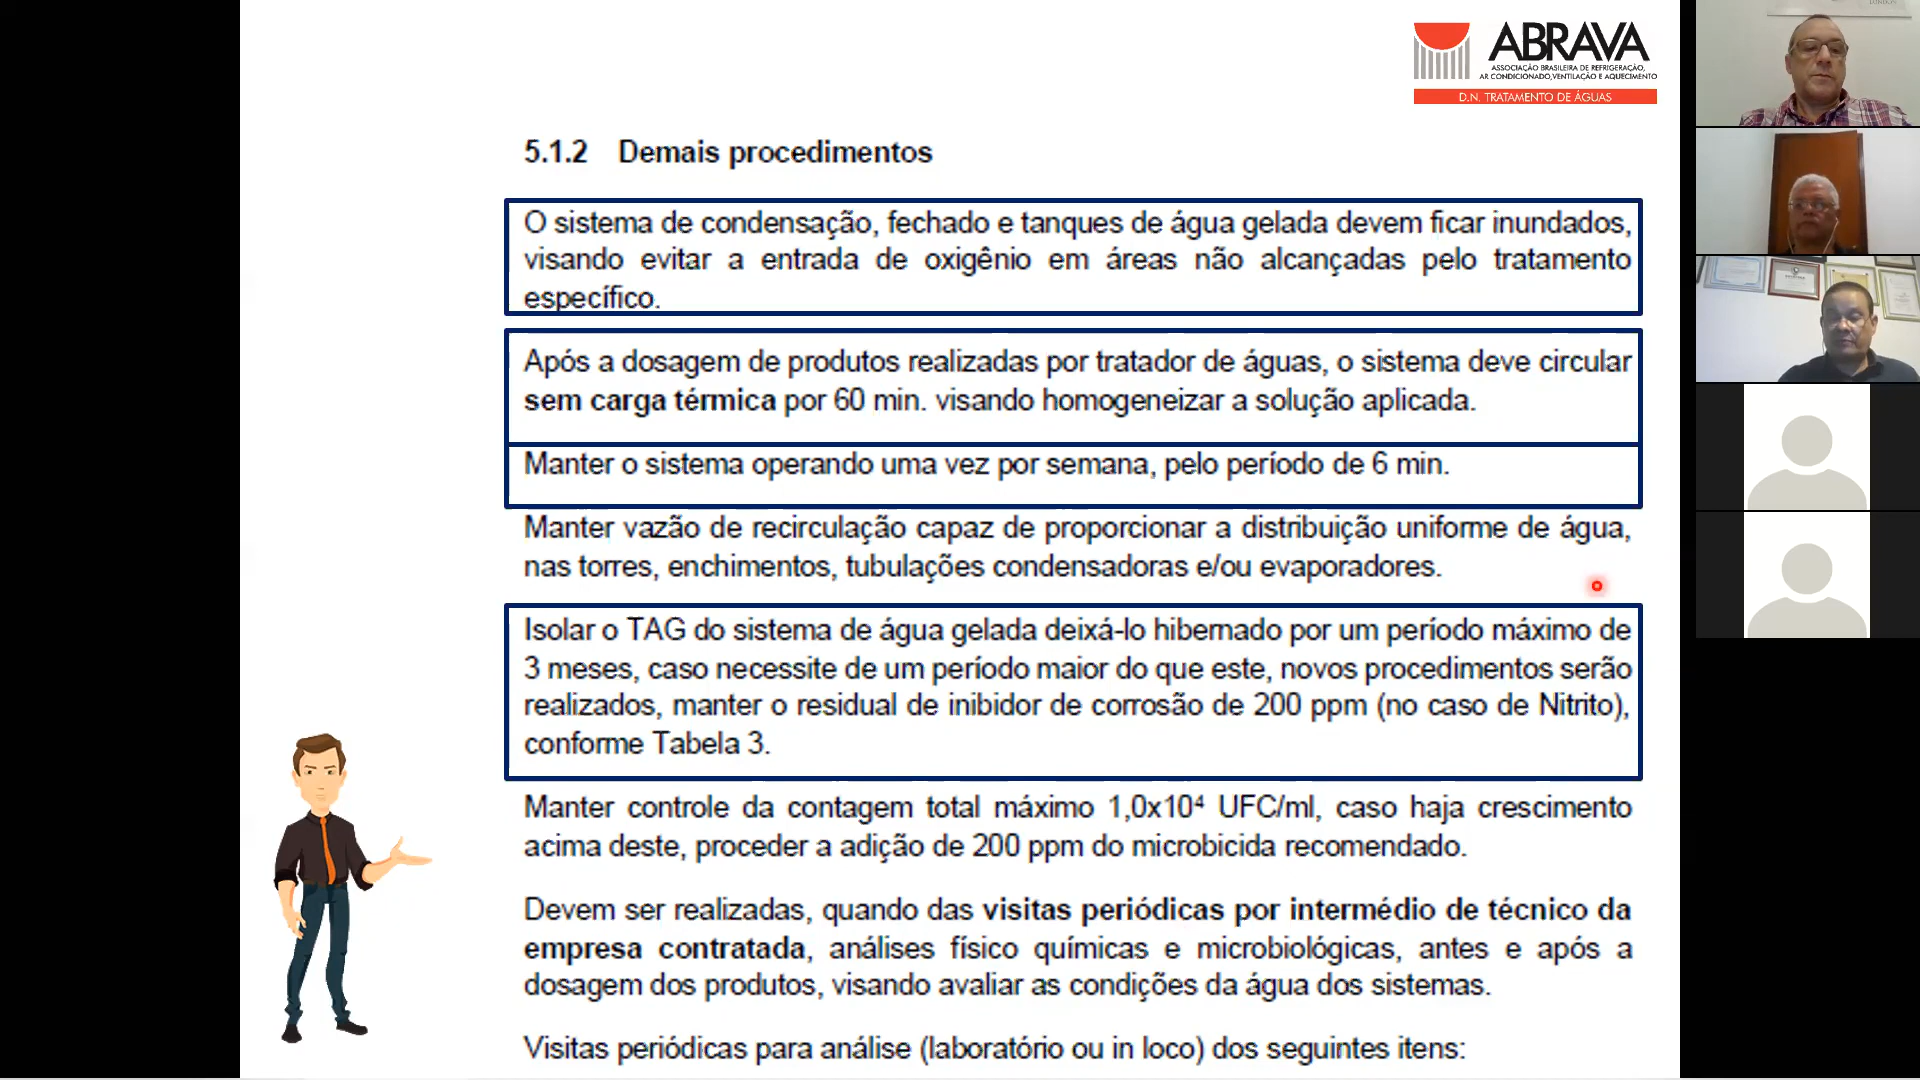 ABRAVA
ASSOCIAÇÃO BRASILEIRA DE REFRIGERAÇÃO,
AR CONDICIONADO,VENTILAÇÃO E AQUECIMENTO
D.N. TRATAMENTO DE ÁGUAS
LONDON
5.1.2 Demais procedimentos
O sistema de condensação, fechado e tanques de água gelada devem ficar inundados,
visando evitar a entrada de oxigênio em áreas não alcançadas pelo tratamento
específico.
Após a dosagem de produtos realizadas por tratador de águas, o sistema deve circular
sem carga térmica por 60 min. visando homogeneizar a solução aplicada.
Manter o sistema operando uma vez por semana, pelo período de 6 min.
Manter vazão de recirculação capaz de proporcionar a distribuição uniforme de água,
nas torres, enchimentos, tubulações condensadoras e/ou evaporadores.
Isolar o TAG do sistema de água gelada deixá-lo hibernado por um período máximo de
3 meses, caso necessite de um período maior do que este, novos procedimentos serão
realizados, manter o residual de inibidor de corrosão de 200 ppm (no caso de Nitrito),
conforme Tabela 3.
Manter controle da contagem total máximo 1,0x10⁴ UFC/ml, caso haja crescimento
acima deste, proceder a adição de 200 ppm do microbicida recomendado.
Devem ser realizadas, quando das visitas periódicas por intermédio de técnico da
empresa contratada, análises físico químicas e microbiológicas, antes e após a
dosagem dos produtos, visando avaliar as condições da água dos sistemas.
Visitas periódicas para análise (laboratório ou in loco) dos seguintes itens: